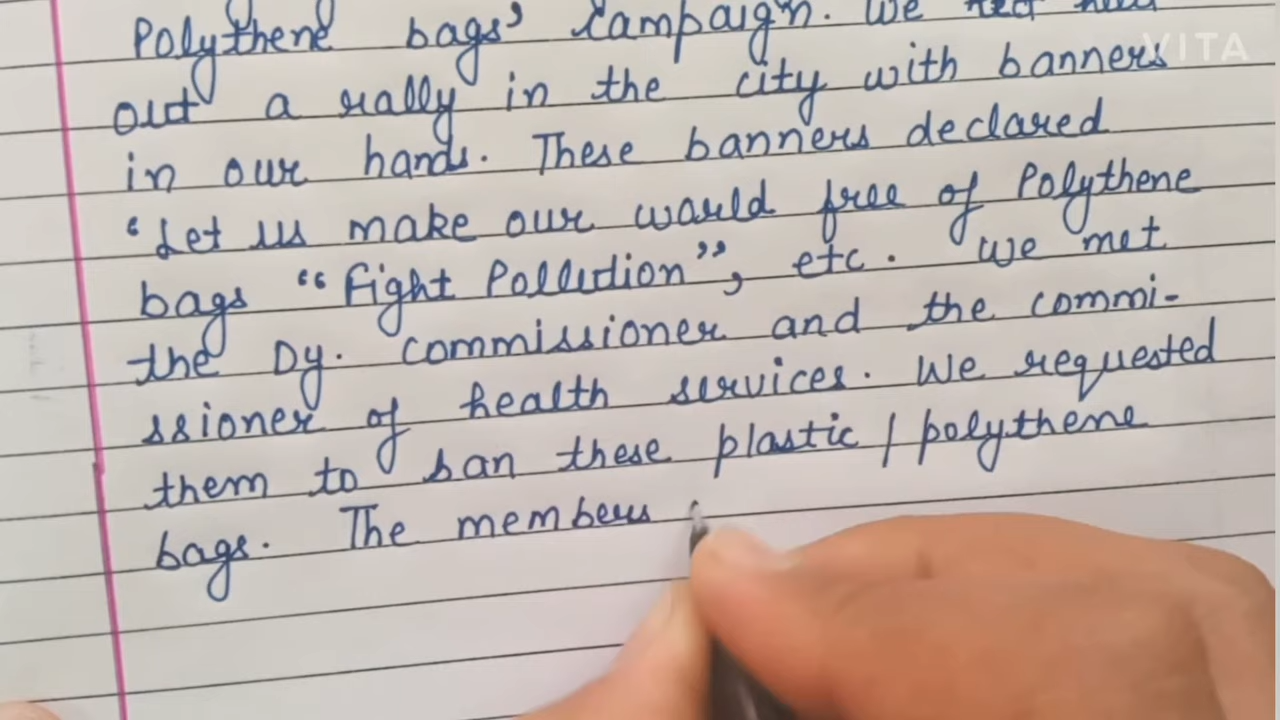 Polythene bags' campaign. We
VITA
out a rally in the city with banners
in our hands. These banners declared
"Let us make our world free of Polythene
bags "Fight Pollution", etc. We met
the Dy. Commissioner and the commi-
ssioner of health services. We requested
them to ban these plastic / polythene
bags. The members